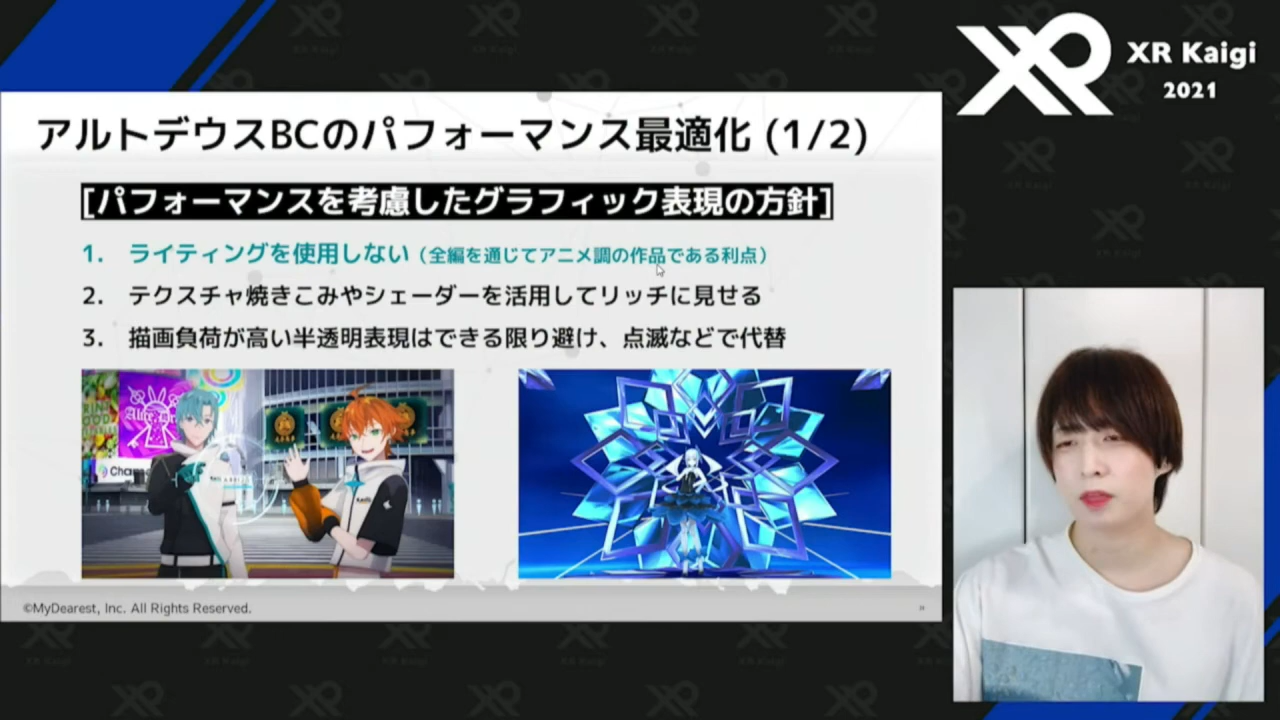 XR Kaigi
2021
アルトデウスBCのパフォーマンス最適化 (1/2)
[パフォーマンスを考慮したグラフィック表現の方針]
1. ライティングを使用しない（全編を通じてアニメ調の作品である利点）
2. テクスチャ焼きこみやシェーダーを活用してリッチに見せる
3. 描画負荷が高い半透明表現はできる限り避け、点滅などで代替
©MyDearest, Inc. All Rights Reserved.